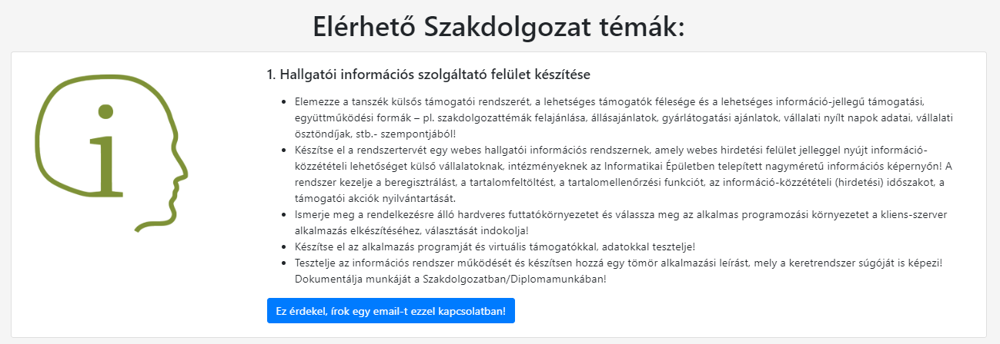 Elérhető Szakdolgozat témák:
1. Hallgatói információs szolgáltató felület készítése
• Elemezze a tanszék külsős támogatói rendszerét, a lehetséges támogatók félesége és a lehetséges információ-jellegű támogatási,
együttműködési formák – pl. szakdolgozattémák felajánlása, állásajánlatok, gyárlátogatási ajánlatok, vállalati nyílt napok adatai, vállalati
ösztöndíjak, stb.- szempontjából!
• Készítse el a rendszertervét egy webes hallgatói információs rendszernek, amely webes hirdetési felület jelleggel nyújt információ-
közzétételi lehetőséget külső vállalatoknak, intézményeknek az Informatikai Épületben telepített nagyméretű információs képernyőn! A
rendszer kezelje a beregisztrálást, a tartalomfeltöltést, a tartalomellenőrzési funkciót, az információ-közzétételi (hirdetési) időszakot, a
támogatói akciók nyilvántartását.
• Ismerje meg a rendelkezésre álló hardveres futtatókörnyezetet és válassza meg az alkalmas programozási környezetet a kliens-szerver
alkalmazás elkészítéséhez, választását indokolja!
• Készítse el az alkalmazás programját és virtuális támogatókkal, adatokkal tesztelje!
• Tesztelje az információs rendszer működését és készítsen hozzá egy tömör alkalmazási leírást, mely a keretrendszer súgóját is képezi!
Dokumentálja munkáját a Szakdolgozatban/Diplomamunkában!
Ez érdekel, írok egy email-t ezzel kapcsolatban!